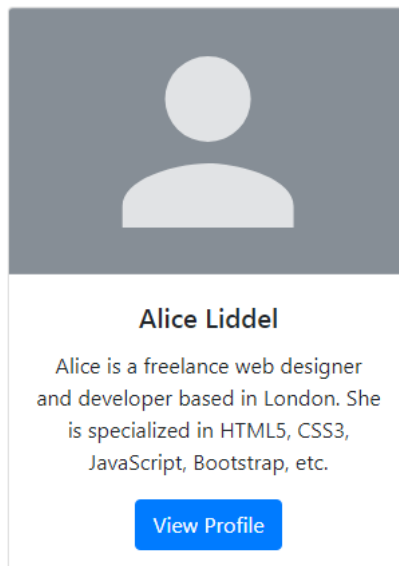 Alice Liddel
Alice is a freelance web designer
and developer based in London. She
is specialized in HTML5, CSS3,
JavaScript, Bootstrap, etc.
View Profile